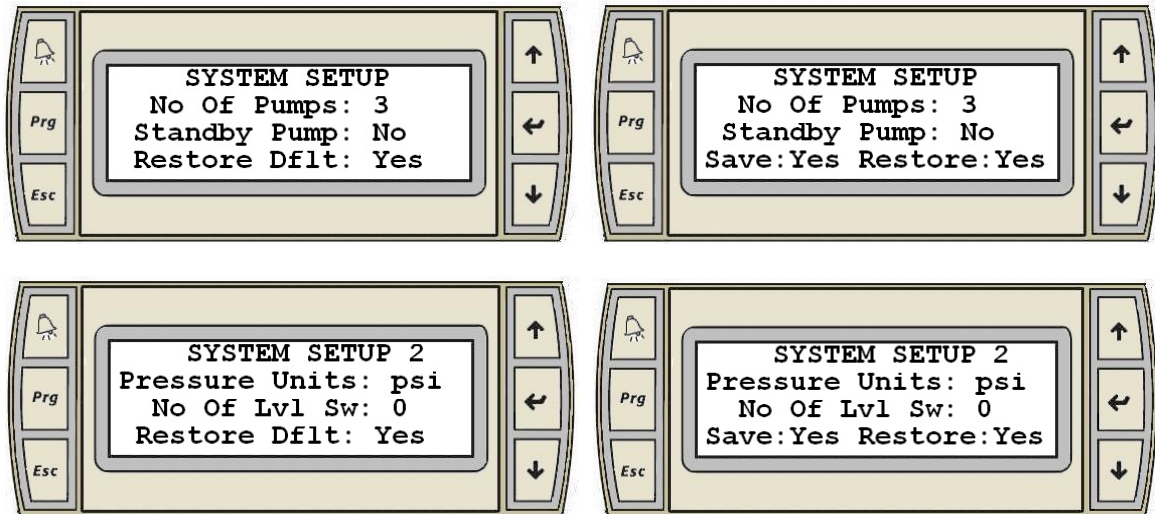 SYSTEM SETUP
No Of Pumps: 3
Prg
Standby Pump: No
Restore Dflt: Yes
Esc
SYSTEM SETUP
No Of Pumps: 3
Prg
Standby Pump: No
Save:Yes Restore:Yes
Esc
SYSTEM SETUP 2
Pressure Units: psi
Prg
No Of Lvl Sw: 0
Restore Dflt: Yes
Esc
SYSTEM SETUP 2
Pressure Units: psi
Prg
No Of Lvl Sw: 0
Save:Yes Restore:Yes
Esc